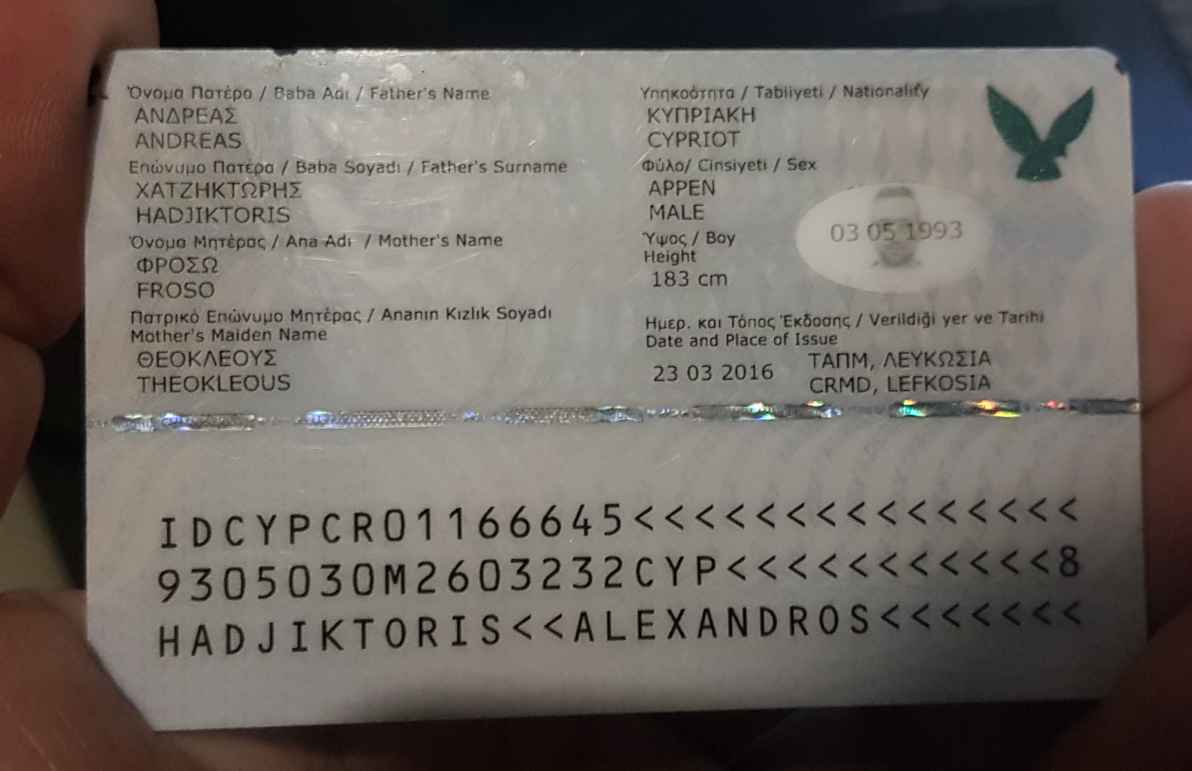 Όνομα Πατέρα / Baba Adı / Father's Name
ΑΝΔΡΕΑΣ
ANDREAS
Επώνυμο Πατέρα / Baba Soyadı / Father's Surname
ΧΑΤΖΗΚΤΩΡΗΣ
HADJIKTORIS
Όνομα Μητέρας / Ana Adı / Mother's Name
ΦΡΟΣΩ
FROSO
Πατρικό Επώνυμο Μητέρας / Ananın Kızlık Soyadı
Mother's Maiden Name
ΘΕΟΚΛΕΟΥΣ
THEOKLEOUS
Υπηκοότητα / Tabiiyeti / Nationality
ΚΥΠΡΙΑΚΗ
CYPRIOT
Φύλο/ Cinsiyeti / Sex
ΑΡΡΕΝ
MALE
Ύψος / Boy
Height
183 cm
03 05 1993
Ημερ. και Τόπος Έκδοσης / Verildiği yer ve Tarihi
Date and Place of Issue
23 03 2016
ΤΑΠΜ, ΛΕΥΚΩΣΙΑ
CRMD, LEFKOSIA
IDCYPCR01166645<<<<<<<<<<<<<<<
9305030M2603232CYP<<<<<<<<<<<8
HADJIKTORIS<<ALEXANDROS<<<<<<<